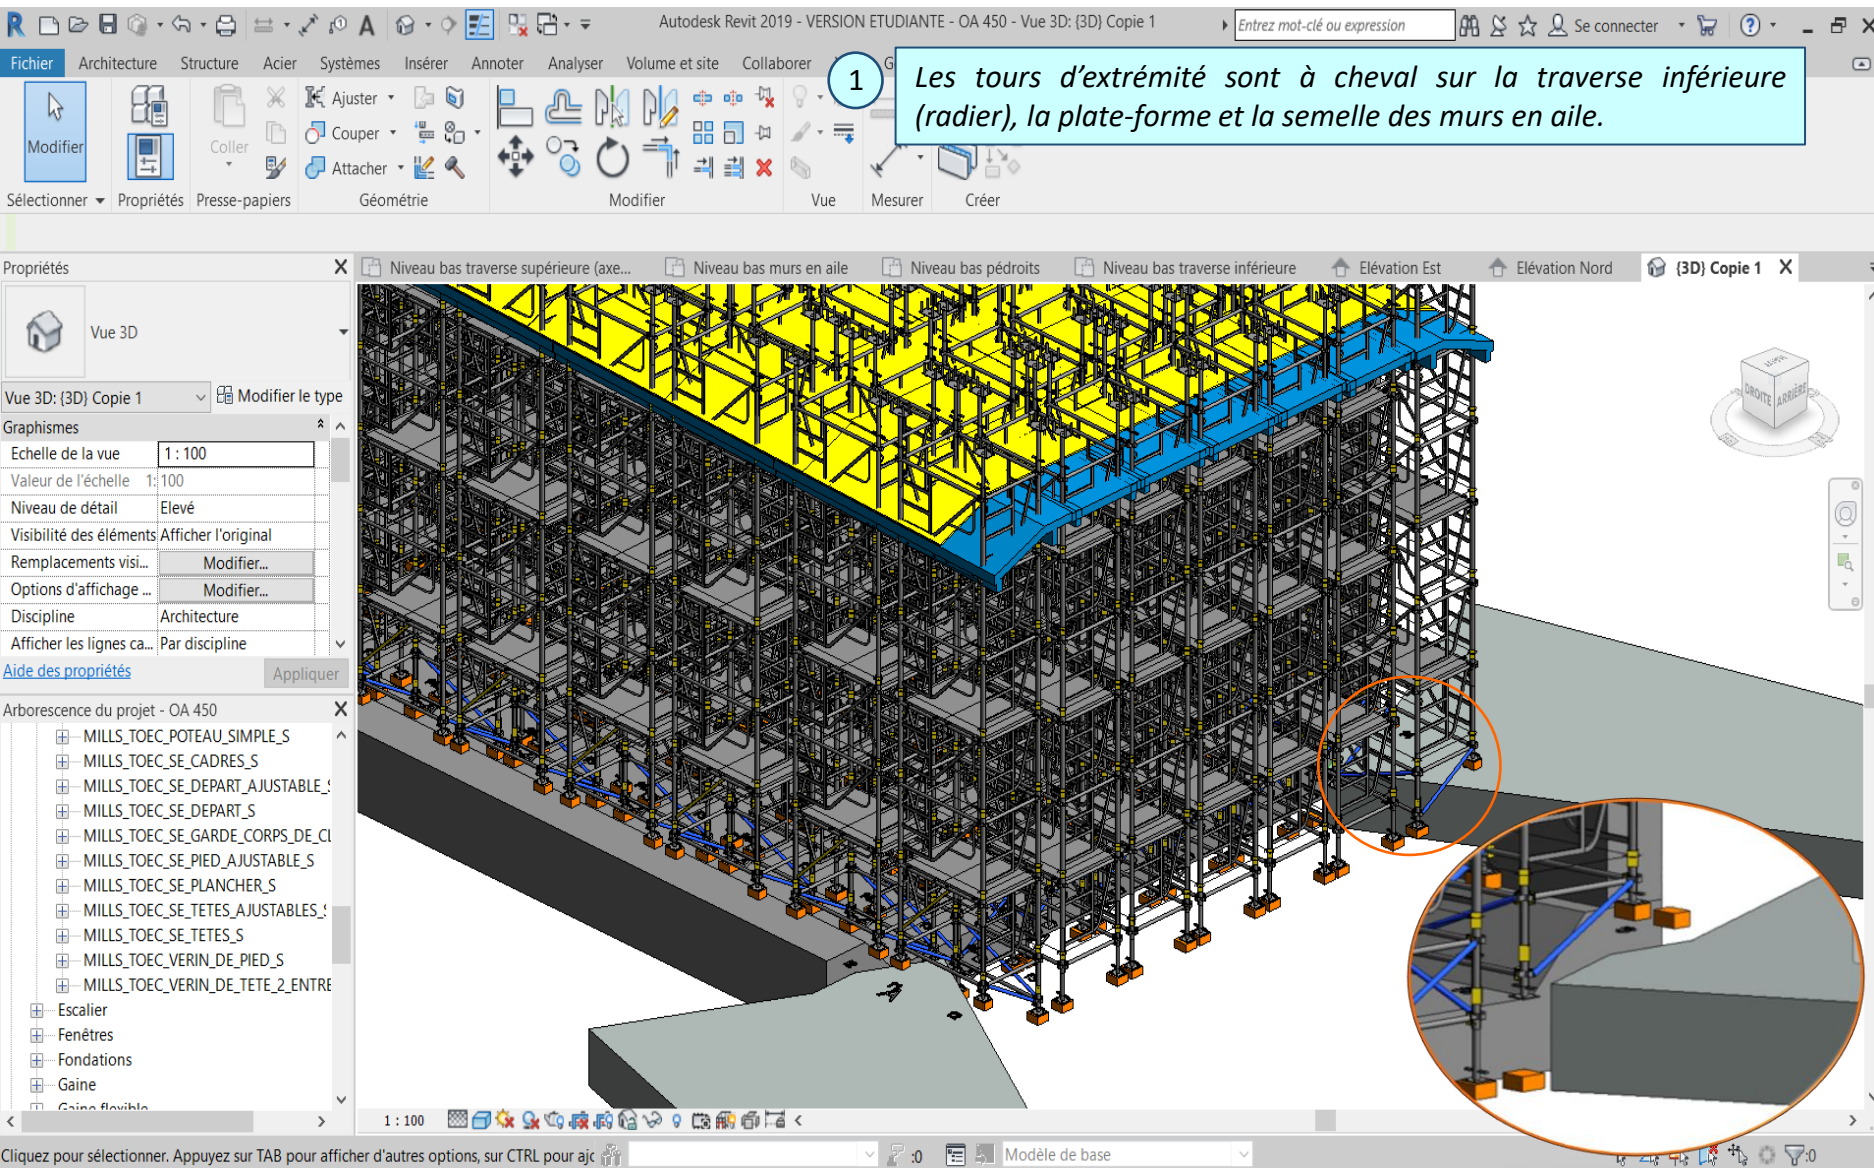 Autodesk Revit 2019 - VERSION ETUDIANTE - OA 450 - Vue 3D: {3D} Copie 1
Entrez mot-clé ou expression
Se connecter
Fichier Architecture Structure Acier Systèmes Insérer Annoter Analyser Volume et site Collaborer
1
Les tours d'extrémité sont à cheval sur la traverse inférieure
(radier), la plate-forme et la semelle des murs en aile.
Modifier
Coller
Ajuster
Couper
Attacher
Sélectionner Propriétés Presse-papiers Géométrie Modifier Vue Mesurer Créer
Propriétés X
Niveau bas traverse supérieure (axe... Niveau bas murs en aile Niveau bas pédroits Niveau bas traverse inférieure Elévation Est Elévation Nord {3D} Copie 1 X
Vue 3D
Vue 3D: {3D} Copie 1 Modifier le type
Graphismes
Echelle de la vue 1 : 100
Valeur de l'échelle 1: 100
Niveau de détail Elevé
Visibilité des éléments Afficher l'original
Remplacements visi... Modifier...
Options d'affichage ... Modifier...
Discipline Architecture
Afficher les lignes ca... Par discipline
Aide des propriétés Appliquer
DROITE ARRIÈRE
Arborescence du projet - OA 450 X
MILLS_TOEC_POTEAU_SIMPLE_S
MILLS_TOEC_SE_CADRES_S
MILLS_TOEC_SE_DEPART_AJUSTABLE_S
MILLS_TOEC_SE_DEPART_S
MILLS_TOEC_SE_GARDE_CORPS_DE_CL
MILLS_TOEC_SE_PIED_AJUSTABLE_S
MILLS_TOEC_SE_PLANCHER_S
MILLS_TOEC_SE_TETES_AJUSTABLES_S
MILLS_TOEC_SE_TETES_S
MILLS_TOEC_VERIN_DE_PIED_S
MILLS_TOEC_VERIN_DE_TETE_2_ENTRE
Escalier
Fenêtres
Fondations
Gaine
Gaine flexible
1 : 100
Cliquez pour sélectionner. Appuyez sur TAB pour afficher d'autres options, sur CTRL pour ajc :0 Modèle de base :0